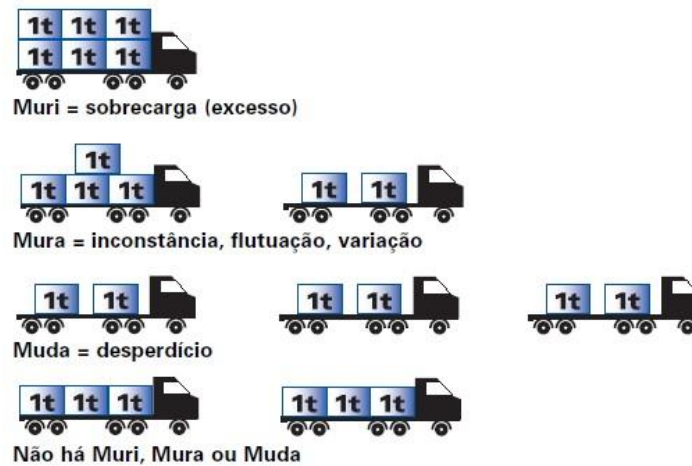 1t 1t 1t
1t 1t 1t
Muri = sobrecarga (excesso)
1t
1t 1t 1t 1t 1t
Mura = inconstância, flutuação, variação
1t 1t 1t 1t 1t 1t
Muda = desperdício
1t 1t 1t 1t 1t 1t
Não há Muri, Mura ou Muda